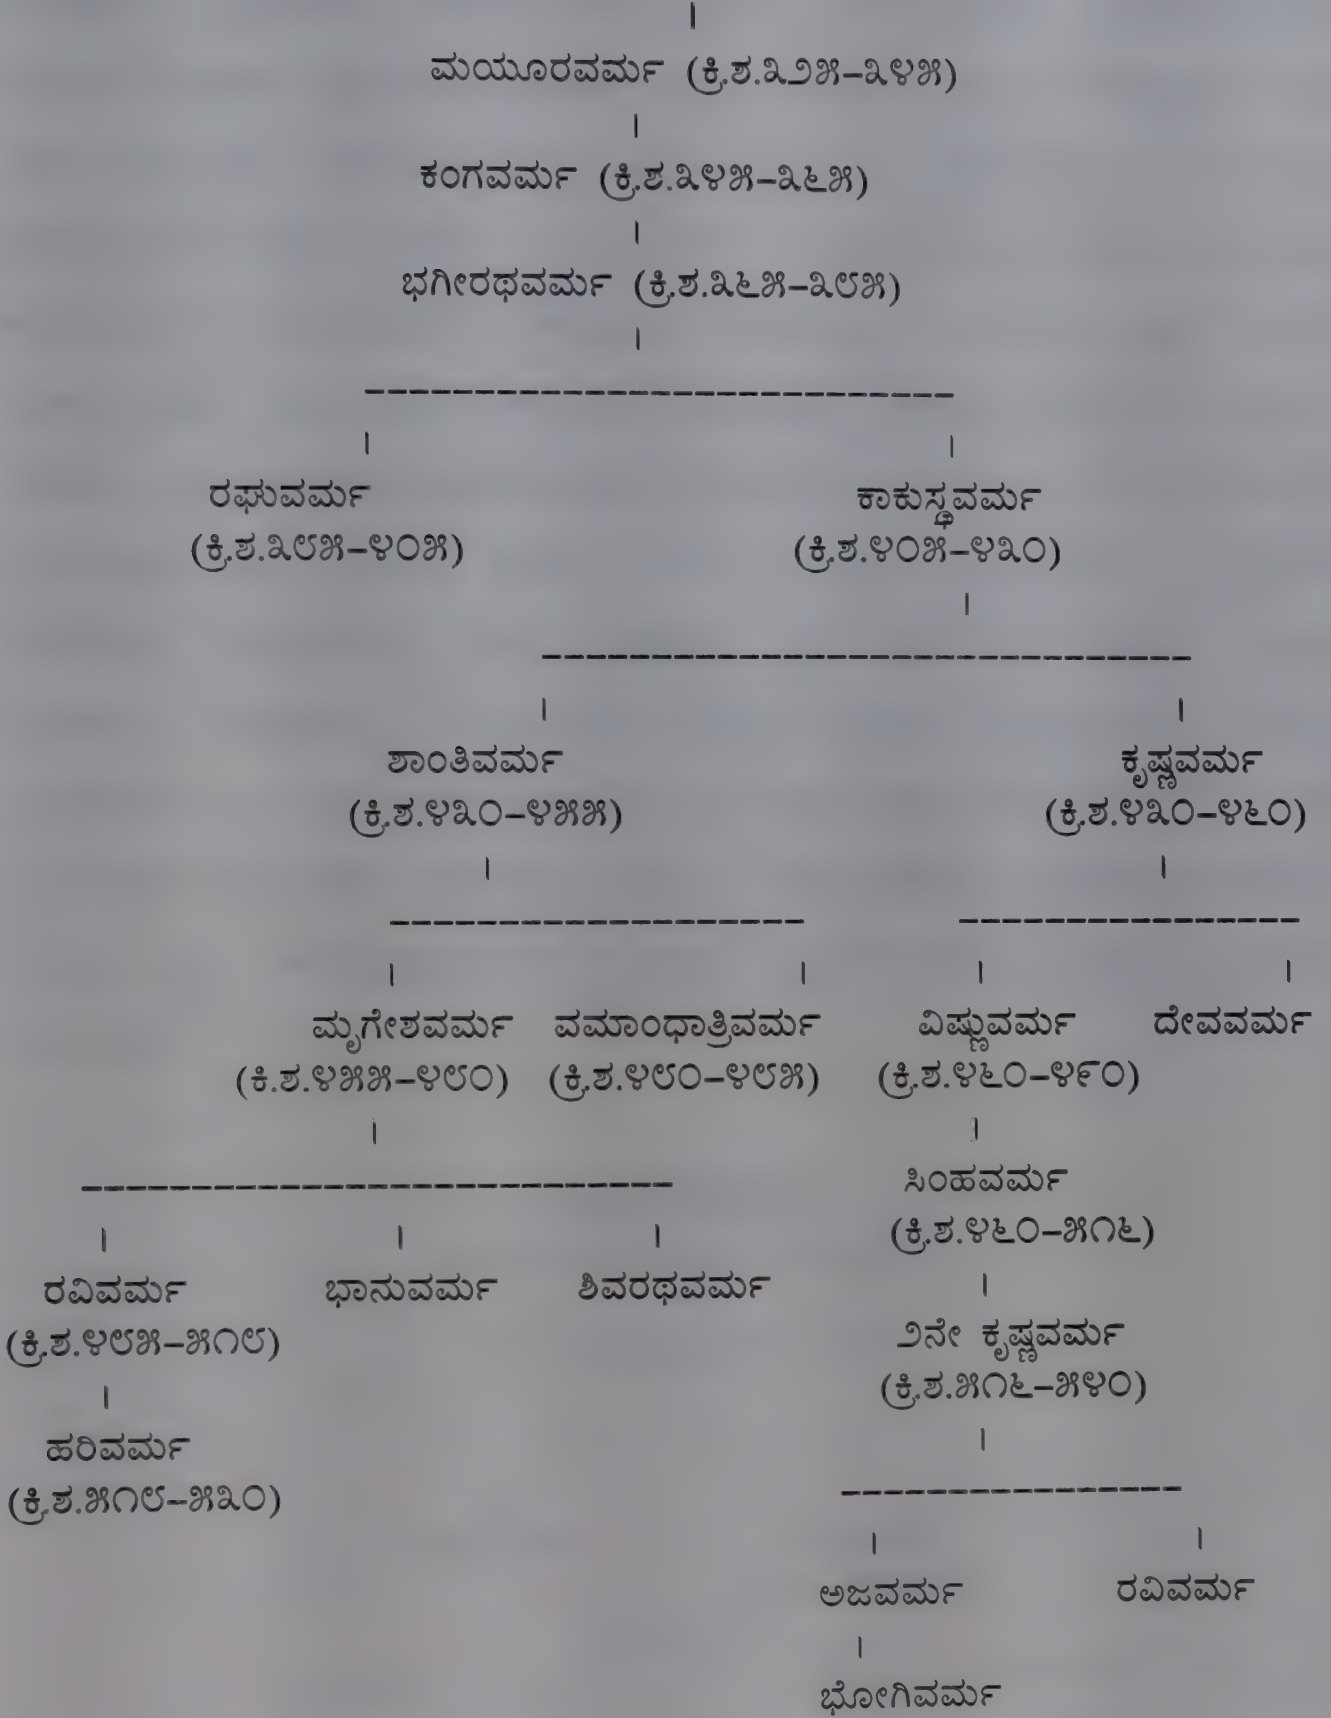 ಮಯೂರವರ್ಮ (ಕ್ರಿ.ಶ.೩೨೫–೩೪೫)
ಕಂಗವರ್ಮ (ಕ್ರಿ.ಶ.೩೪೫–೩೬೫)
ಭಗೀರಥವರ್ಮ (ಕ್ರಿ.ಶ.೩೬೫–೩೮೫)
ರಘುವರ್ಮ ಕಾಕುಸ್ಥವರ್ಮ
(ಕ್ರಿ.ಶ.೩೮೫–೪೦೫) (ಕ್ರಿ.ಶ.೪೦೫–೪೩೦)
ಶಾಂತಿವರ್ಮ ಕೃಷ್ಣವರ್ಮ
(ಕ್ರಿ.ಶ.೪೩೦–೪೫೫) (ಕ್ರಿ.ಶ.೪೩೦–೪೬೦)
ಮೃಗೇಶವರ್ಮ ವಮಾಂಧಾತ್ರಿವರ್ಮ ವಿಷ್ಣುವರ್ಮ ದೇವವರ್ಮ
(ಕಿ.ಶ.೪೫೫–೪೮೦) (ಕ್ರಿ.ಶ.೪೮೦–೪೮೫) (ಕ್ರಿ.ಶ.೪೬೦–೪೯೦)
ಸಿಂಹವರ್ಮ
(ಕ್ರಿ.ಶ.೪೬೦–೫೧೬)
ರವಿವರ್ಮ ಭಾನುವರ್ಮ ಶಿವರಥವರ್ಮ
೨ನೇ ಕೃಷ್ಣವರ್ಮ
(ಕ್ರಿ.ಶ.೪೮೫–೫೧೮) (ಕ್ರಿ.ಶ.೫೧೬–೫೪೦)
ಹರಿವರ್ಮ
(ಕ್ರಿ.ಶ.೫೧೮–೫೩೦)
ಅಜವರ್ಮ ರವಿವರ್ಮ
ಭೋಗಿವರ್ಮ